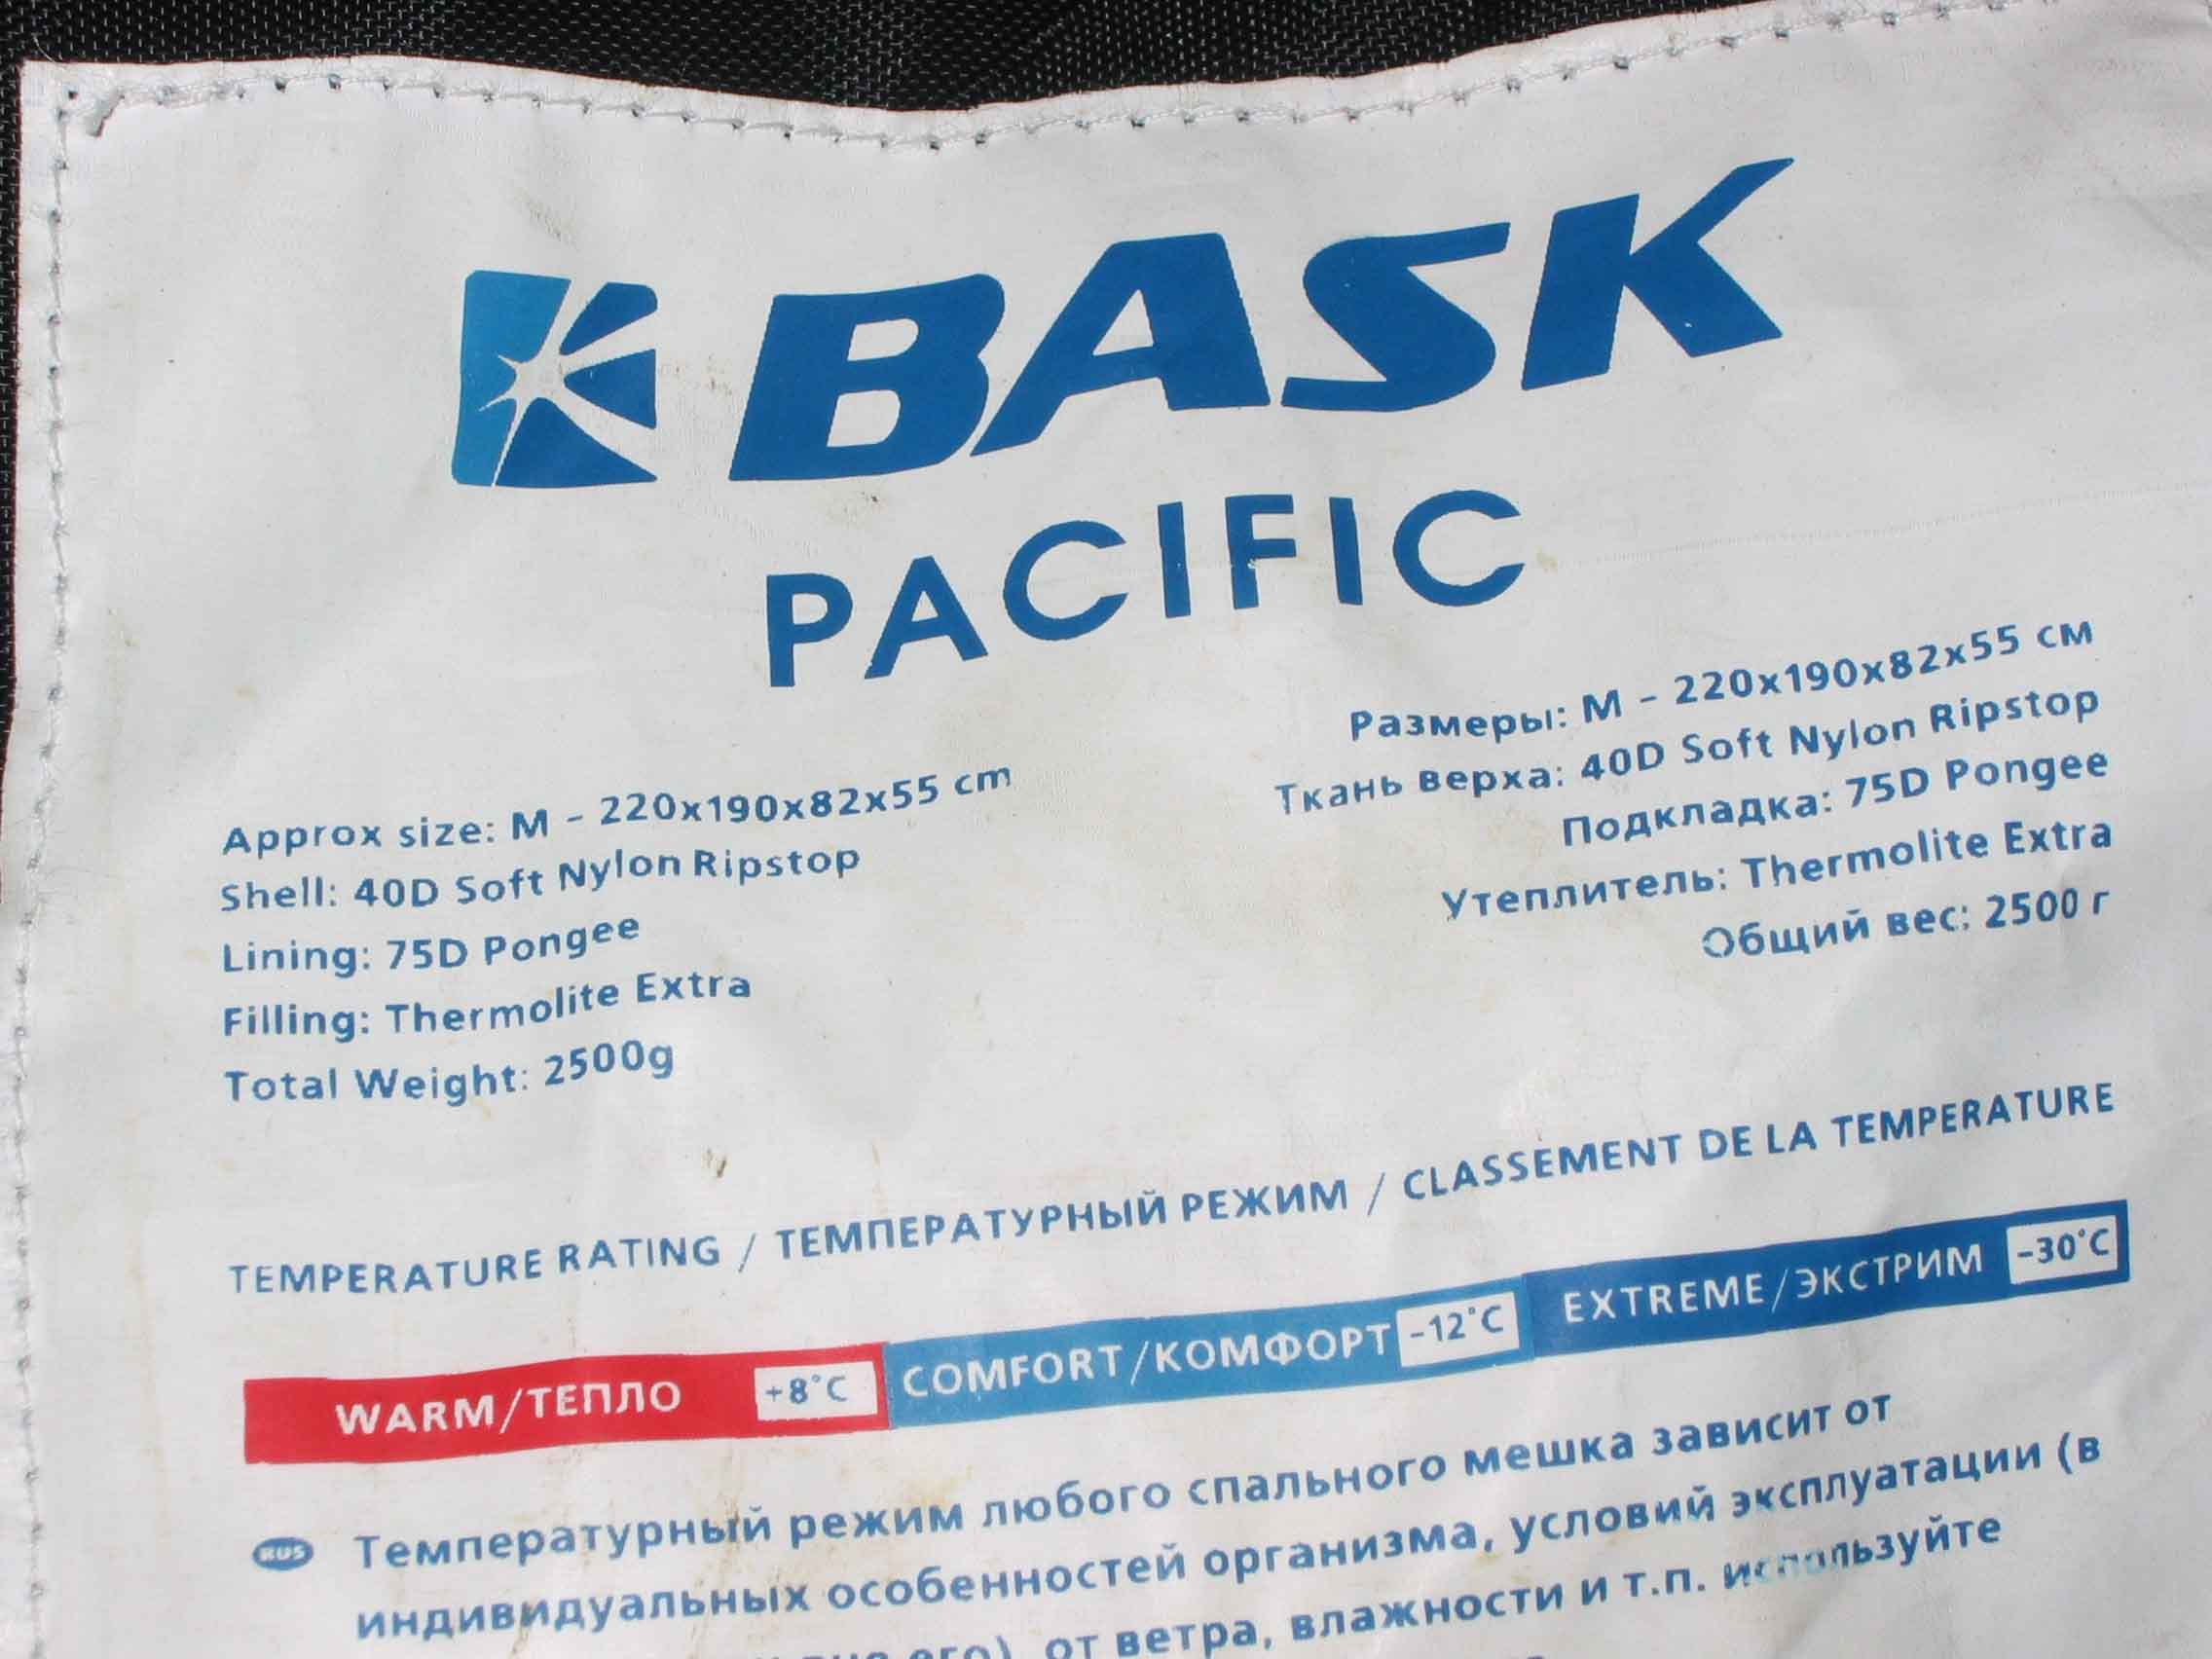 BASK
PACIFIC
Approx size: M - 220x190x82x55 cm
Shell: 40D Soft Nylon Ripstop
Lining: 75D Pongee
Filling: Thermolite Extra
Total Weight: 2500g
Размеры: М - 220x190x82x55 см
Ткань верха: 40D Soft Nylon Ripstop
Подкладка: 75D Pongee
Утеплитель: Thermolite Extra
Общий вес: 2500 г
TEMPERATURE RATING / ТЕМПЕРАТУРНЫЙ РЕЖИМ / CLASSEMENT DE LA TEMPERATURE
WARM/ТЕПЛО +8°C COMFORT/КОМФОРТ -12°C EXTREME/ЭКСТРИМ -30°C
RUS Температурный режим любого спального мешка зависит от
индивидуальных особенностей организма, условий эксплуатации (в
его), от ветра, влажности и т.п. используйте